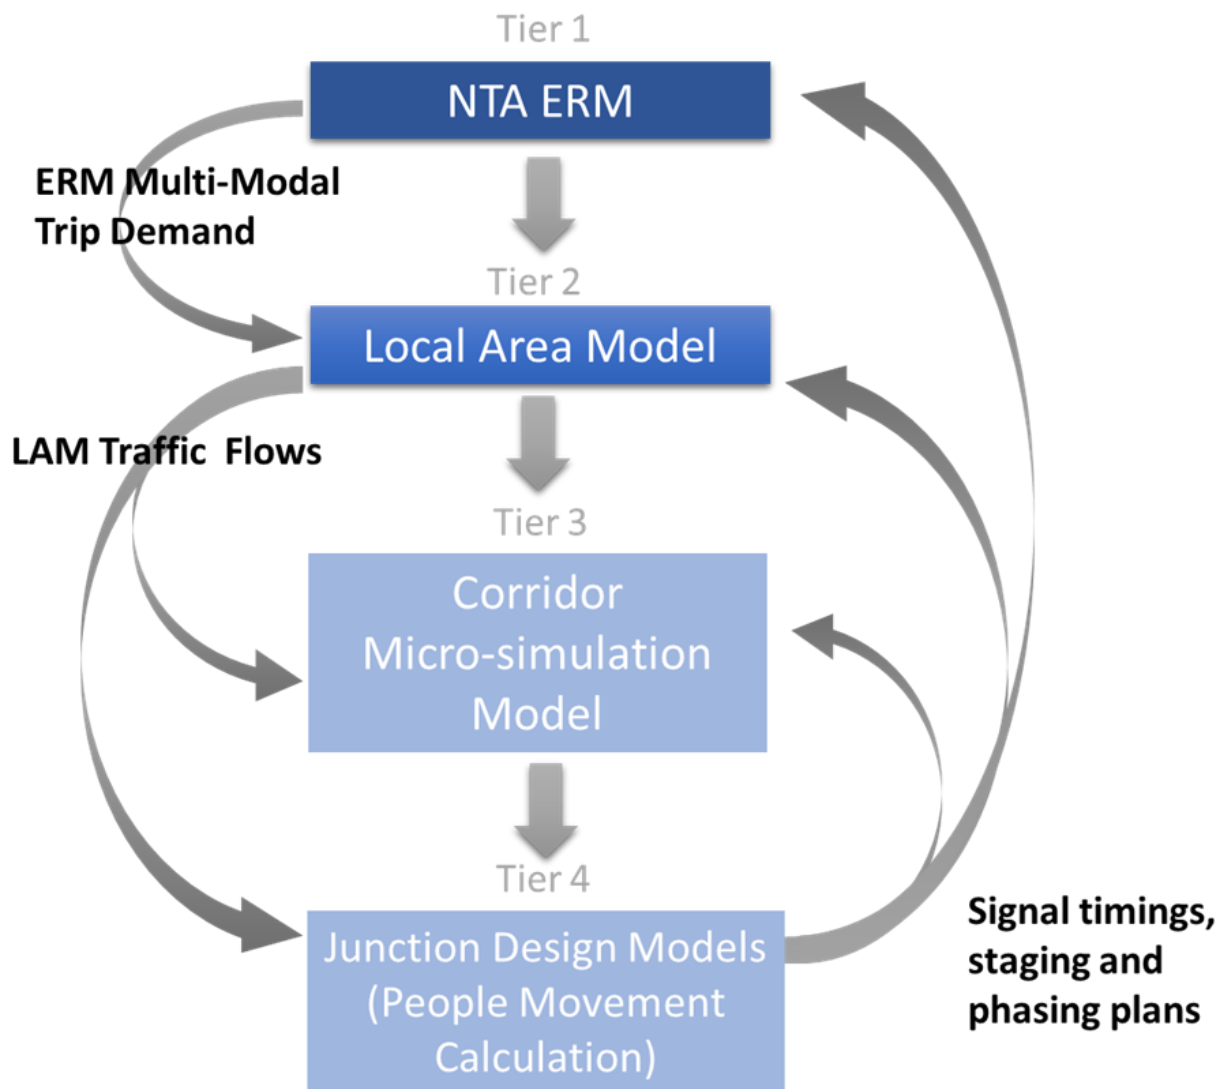 Tier 1
NTA ERM
ERM Multi-Modal
Trip Demand
Tier 2
Local Area Model
LAM Traffic Flows
Tier 3
Corridor
Micro-simulation
Model
Tier 4
Junction Design Models
(People Movement
Calculation)
Signal timings,
staging and
phasing plans